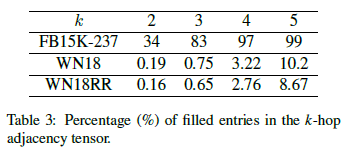 k 2 3 4 5
FB15K-237 34 83 97 99
WN18 0.19 0.75 3.22 10.2
WN18RR 0.16 0.65 2.76 8.67
Table 3: Percentage (%) of filled entries in the k-hop
adjacency tensor.